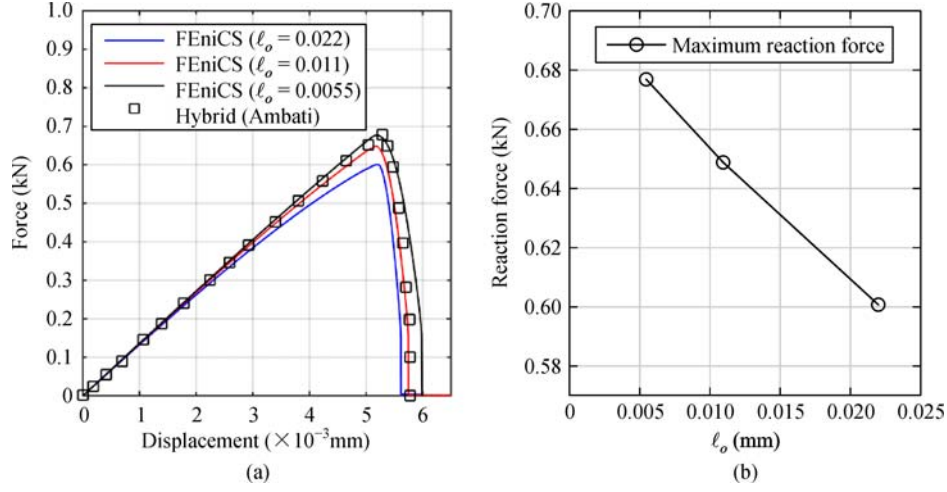 (a)
1.0
0.9
0.8
0.7
0.6
0.5
0.4
0.3
0.2
0.1
0
Force (kN)
FEniCS (ℓo = 0.022)
FEniCS (ℓo = 0.011)
FEniCS (ℓo = 0.0055)
Hybrid (Ambati)
0 1 2 3 4 5 6
Displacement (×10⁻³mm)
(a)
(b)
0.70
0.68
0.66
0.64
0.62
0.60
0.58
Reaction force (kN)
Maximum reaction force
0 0.005 0.010 0.015 0.020 0.025
ℓo (mm)
(b)